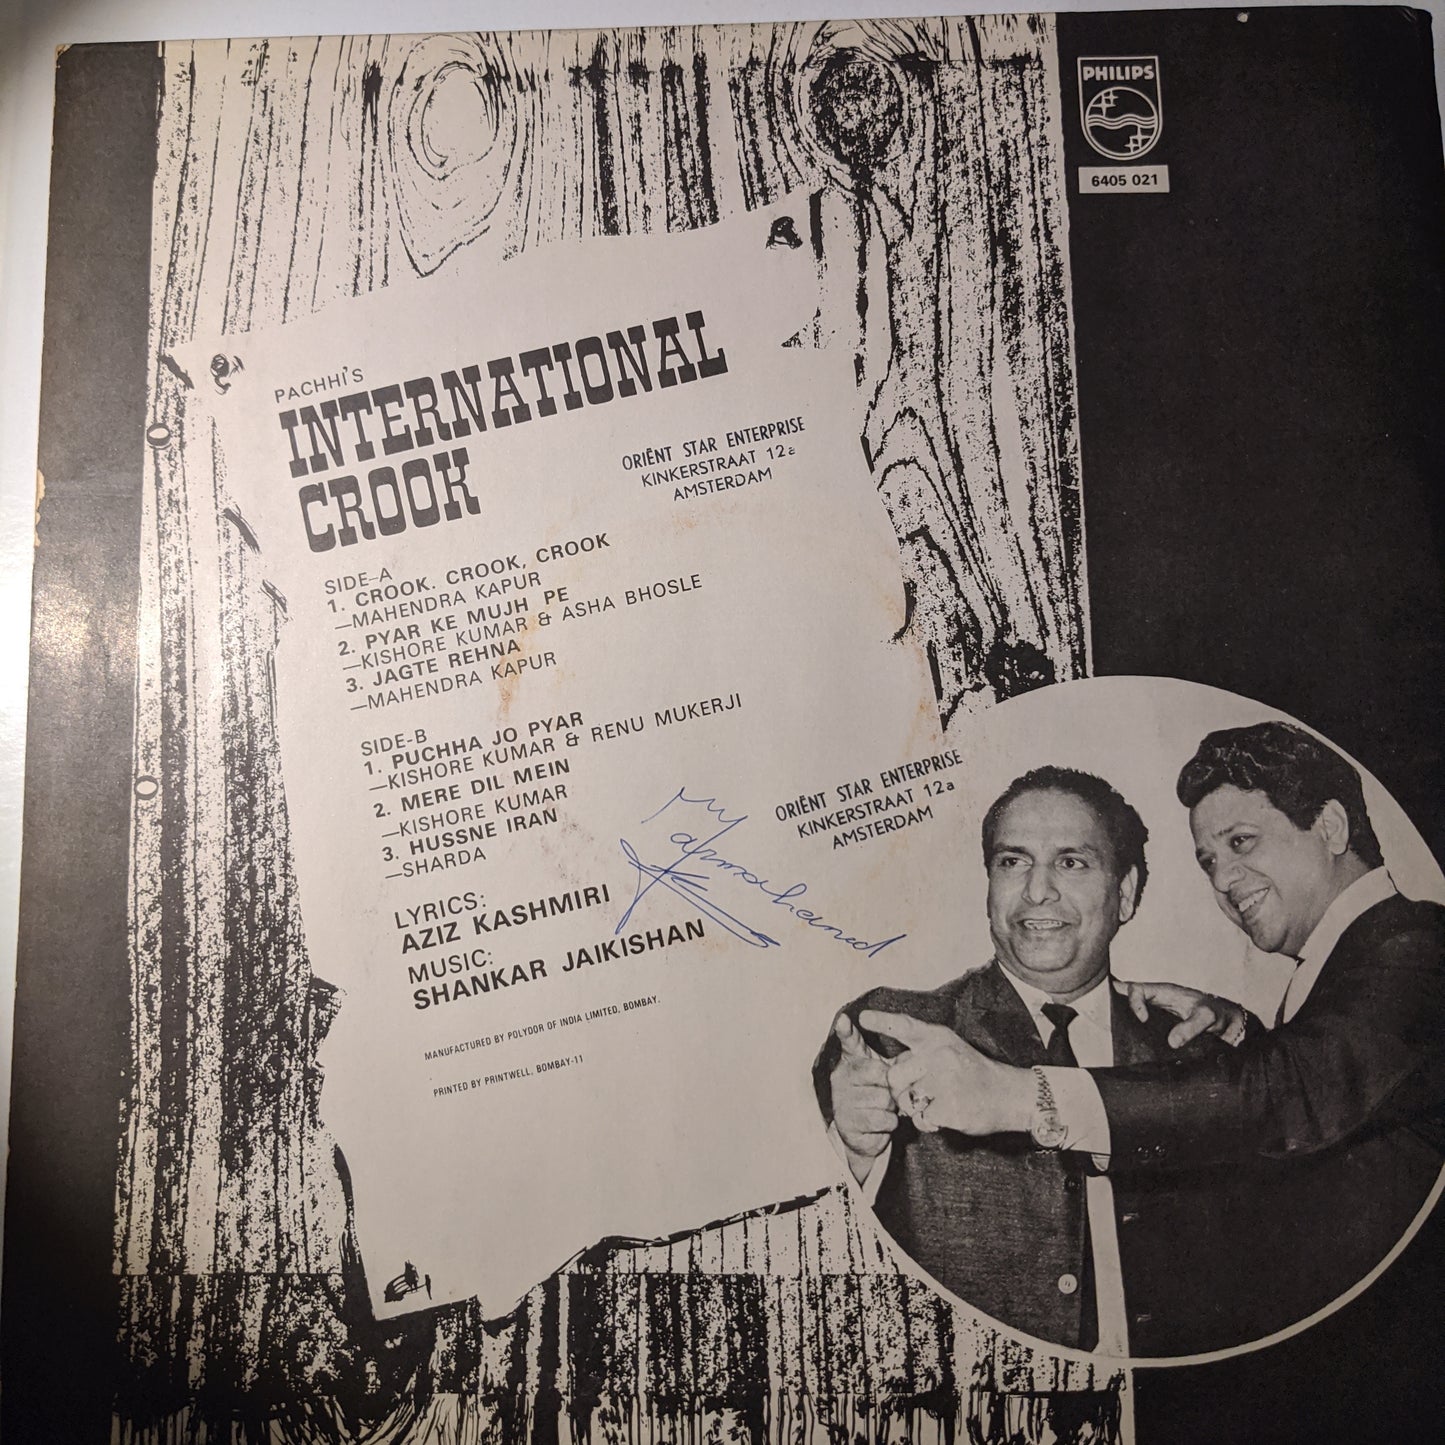 PHILIPS
6405 021
PACHHI'S
INTERNATIONAL
CROOK
ORIËNT STAR ENTERPRISE
KINKERSTRAAT 12a
AMSTERDAM
SIDE-A
1. CROOK. CROOK, CROOK
—MAHENDRA KAPUR
2. PYAR KE MUJH PE
—KISHORE KUMAR & ASHA BHOSLE
3. JAGTE REHNA
—MAHENDRA KAPUR
SIDE-B
1. PUCHHA JO PYAR
—KISHORE KUMAR & RENU MUKERJI
2. MERE DIL MEIN
—KISHORE KUMAR
3. HUSSNE IRAN
—SHARDA
ORIËNT STAR ENTERPRISE
KINKERSTRAAT 12a
AMSTERDAM
LYRICS:
AZIZ KASHMIRI
MUSIC:
SHANKAR JAIKISHAN
MANUFACTURED BY POLYDOR OF INDIA LIMITED, BOMBAY.
PRINTED BY PRINTWELL, BOMBAY-11